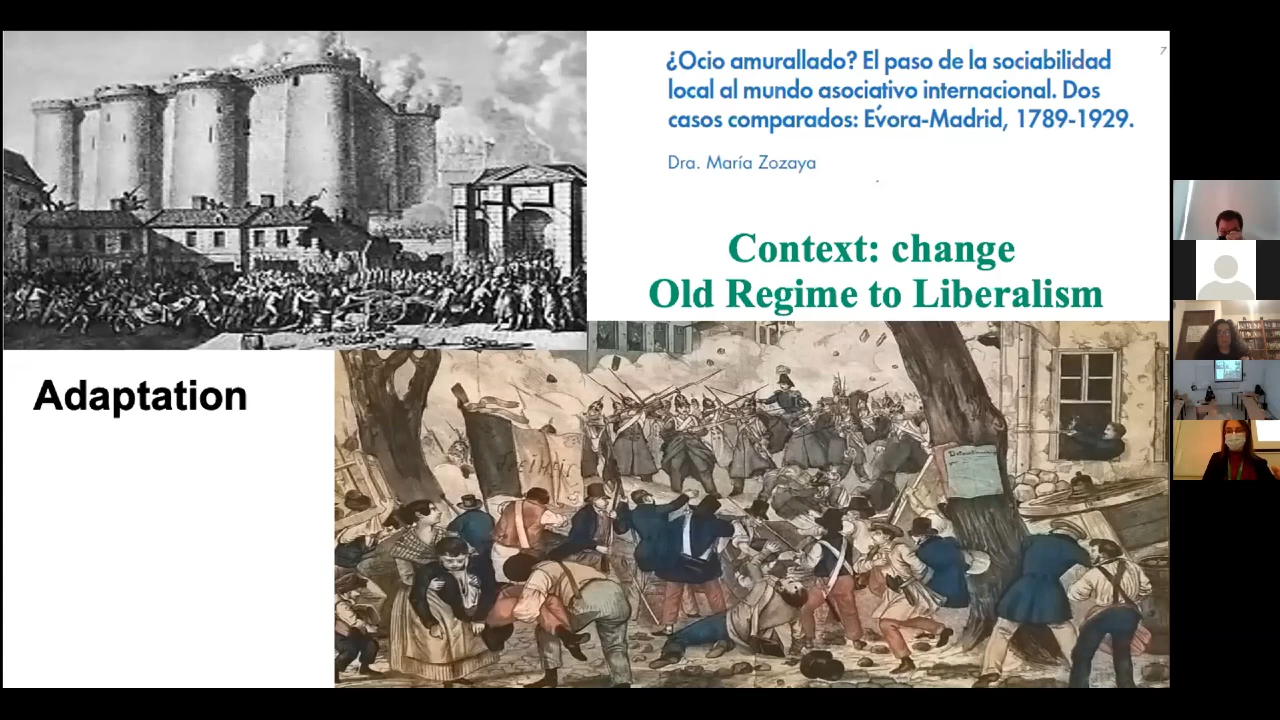 ¿Ocio amurallado? El paso de la sociabilidad
local al mundo asociativo internacional. Dos
casos comparados: Évora-Madrid, 1789-1929.
7
Dra. María Zozaya
Context: change
Old Regime to Liberalism
Adaptation